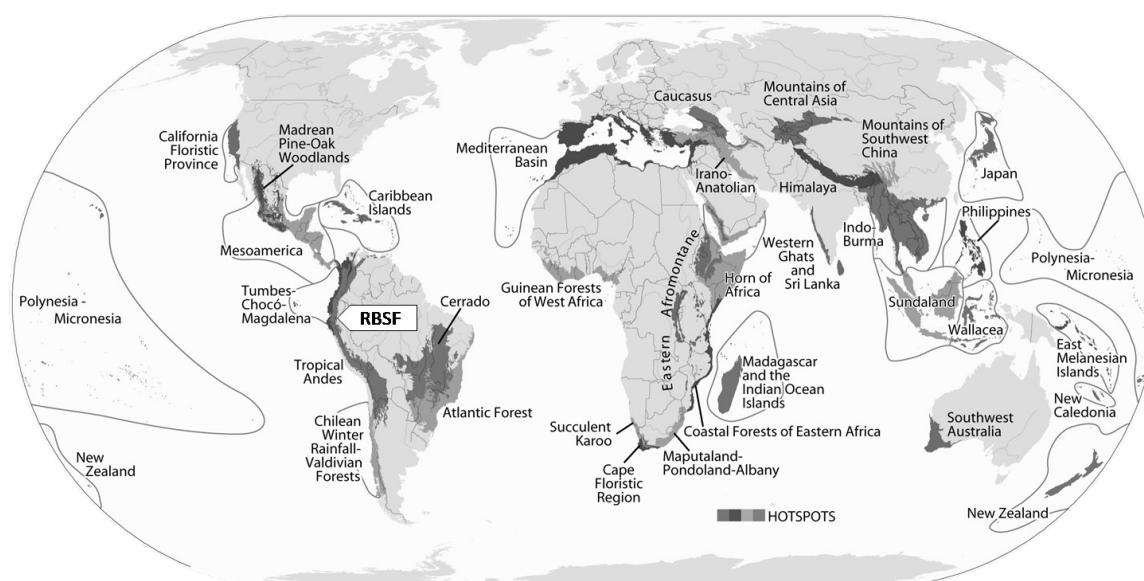 Caucasus
Mountains of
Central Asia
California
Floristic
Province
Madrean
Pine-Oak
Woodlands
Mediterranean
Basin
Mountains of
Southwest
China
Irano-
Anatolian
Himalaya
Japan
Caribbean
Islands
Mesoamerica
Philippines
Indo-
Burma
Western
Ghats
and
Sri Lanka
Polynesia-
Micronesia
Polynesia -
Micronesia
Tumbes-
Chocó-
Magdalena
RBSF
Cerrado
Guinean Forests
of West Africa
Eastern Afromontane
Horn of
Africa
Sundaland
Wallacea
East
Melanesian
Islands
Tropical
Andes
Madagascar
and the
Indian Ocean
Islands
New
Caledonia
Atlantic Forest
Chilean
Winter
Rainfall-
Valdivian
Forests
Succulent
Karoo
Coastal Forests of Eastern Africa
Southwest
Australia
Maputaland-
Pondoland-Albany
Cape
Floristic
Region
New
Zealand
New Zealand
HOTSPOTS